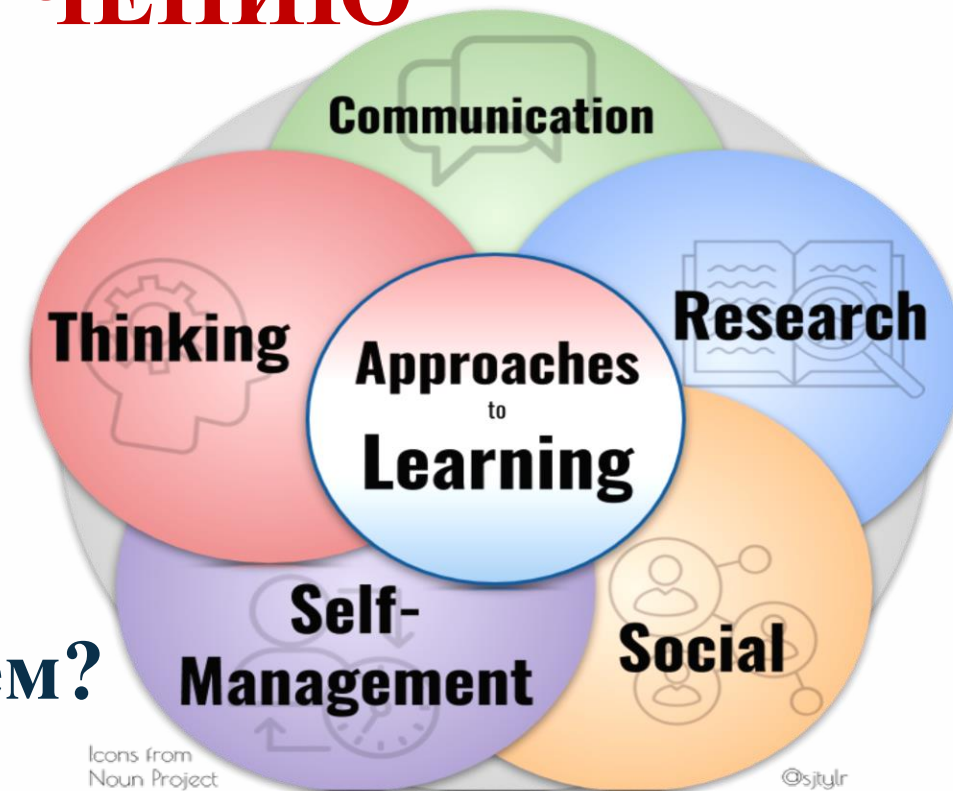 Communication
Thinking
Research
Approaches
to
Learning
Self-
Management
Social
Icons from
Noun Project
@sjtylr